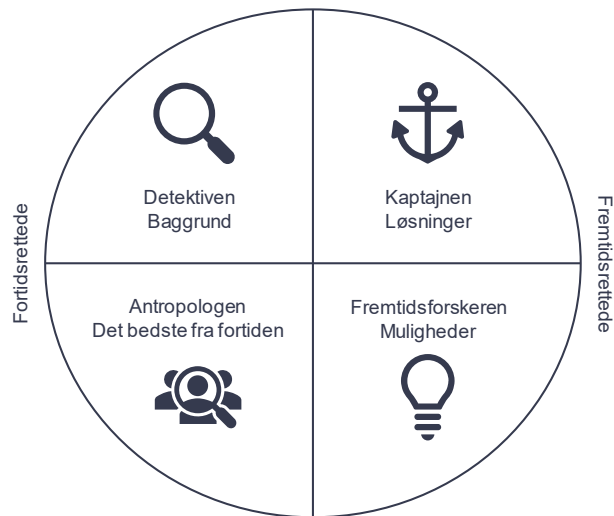 Detektiven
Baggrund
Kaptajnen
Løsninger
Fortidsrettede
Fremtidsrettede
Antropologen
Det bedste fra fortiden
Fremtidsforskeren
Muligheder